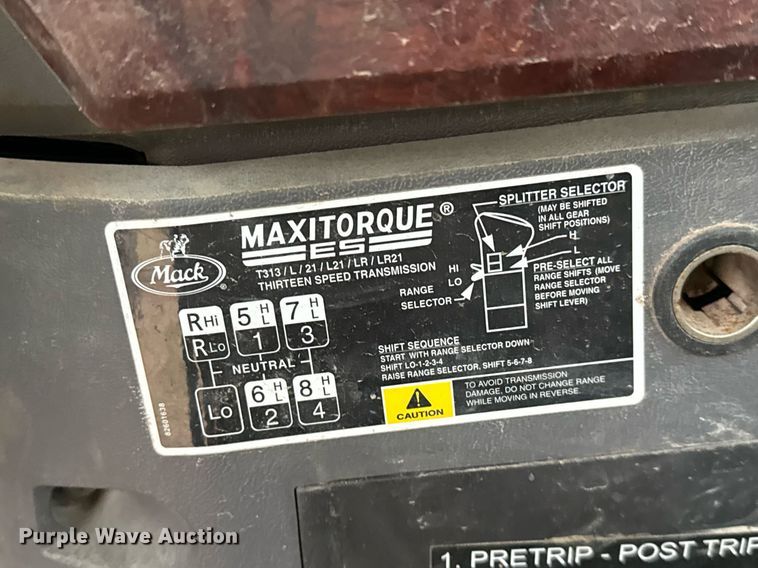 Mack
MAXITORQUE®
ES
T313 / L / 21 / L21 / LR / LR21
THIRTEEN SPEED TRANSMISSION
SPLITTER SELECTOR
(MAY BE SHIFTED
IN ALL GEAR
SHIFT POSITIONS)
H
L
HI
LO
RANGE
SELECTOR
PRE-SELECT ALL
RANGE SHIFTS (MOVE
RANGE SELECTOR
BEFORE MOVING
SHIFT LEVER)
R HI 5 H L 7 H L
R LO 1 3
NEUTRAL
LO 6 H L 8 H L
2 4
SHIFT SEQUENCE
START WITH RANGE SELECTOR DOWN
SHIFT LO-1-2-3-4
RAISE RANGE SELECTOR, SHIFT 5-6-7-8
CAUTION
TO AVOID TRANSMISSION
DAMAGE, DO NOT CHANGE RANGE
WHILE MOVING IN REVERSE.
82601638
1. PRETRIP - POST TRIP
Purple Wave Auction